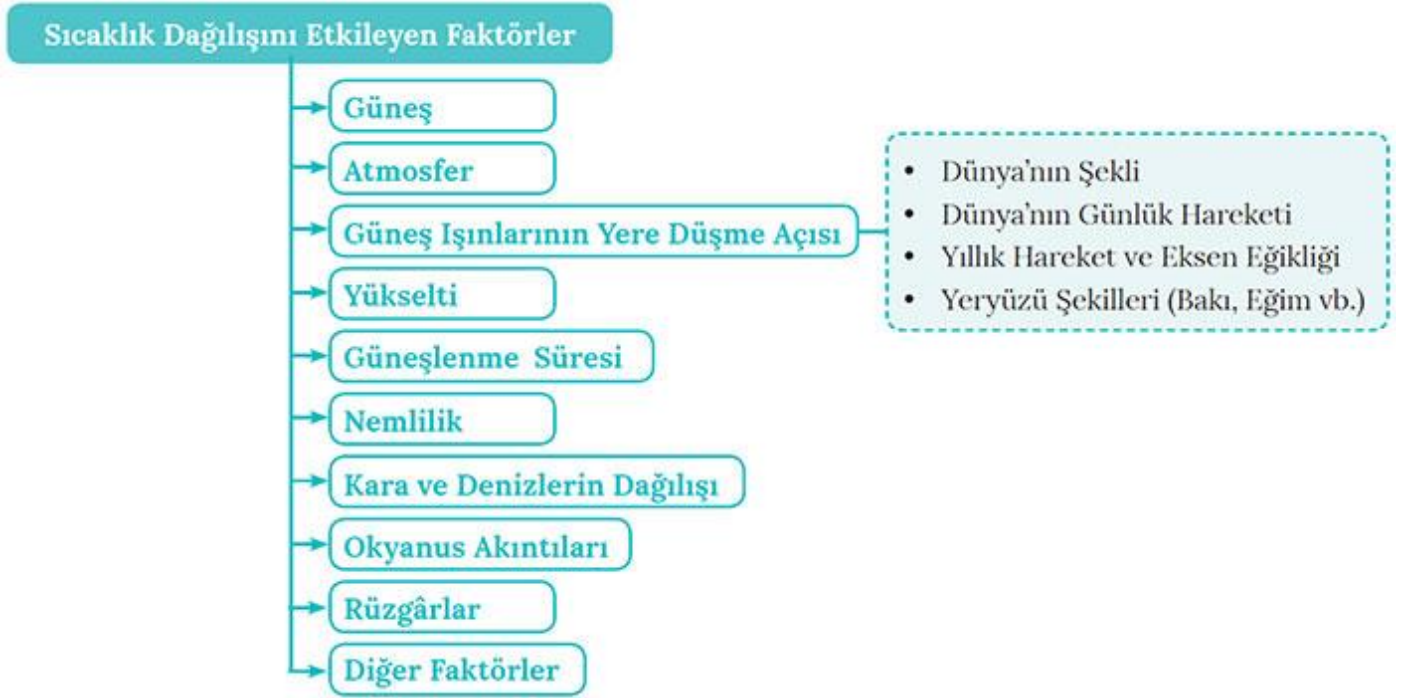 Sıcaklık Dağılışını Etkileyen Faktörler
Güneş
Atmosfer
Güneş Işınlarının Yere Düşme Açısı
• Dünya'nın Şekli
• Dünya'nın Günlük Hareketi
• Yıllık Hareket ve Eksen Eğikliği
• Yeryüzü Şekilleri (Bakı, Eğim vb.)
Yükselti
Güneşlenme Süresi
Nemlilik
Kara ve Denizlerin Dağılışı
Okyanus Akıntıları
Rüzgârlar
Diğer Faktörler